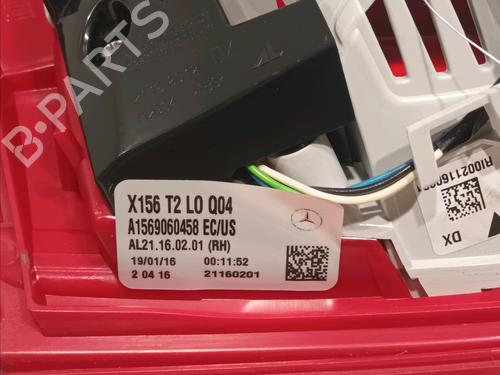 B-PARTS
X156 T2 LO Q04
A1569060458 EC/US
AL21.16.02.01 (RH)
19/01/16 00:11:52
2 04 16 21160201
DX